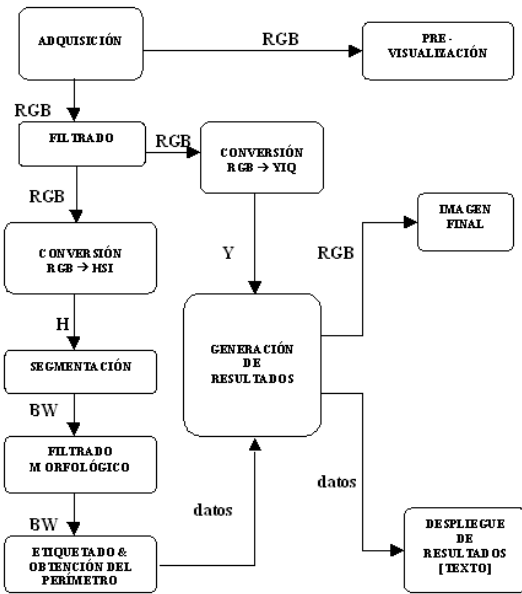 ADQUISICIÓN
RGB
PRE -
VISUALIZACIÓN
RGB
FILTRADO
RGB
CONVERSIÓN
RGB → YIQ
RGB
IMAGEN
FINAL
CONVERSIÓN
RGB → HSI
Y
RGB
H
GENERACIÓN
DE
RESULTADOS
SEGMENTACIÓN
BW
FILTRADO
MORFOLÓGICO
datos
datos
BW
DESPLIEGUE
DE
RESULTADOS
[TEXTO]
ETIQUETADO &
OBTENCIÓN DEL
PERÍMETRO